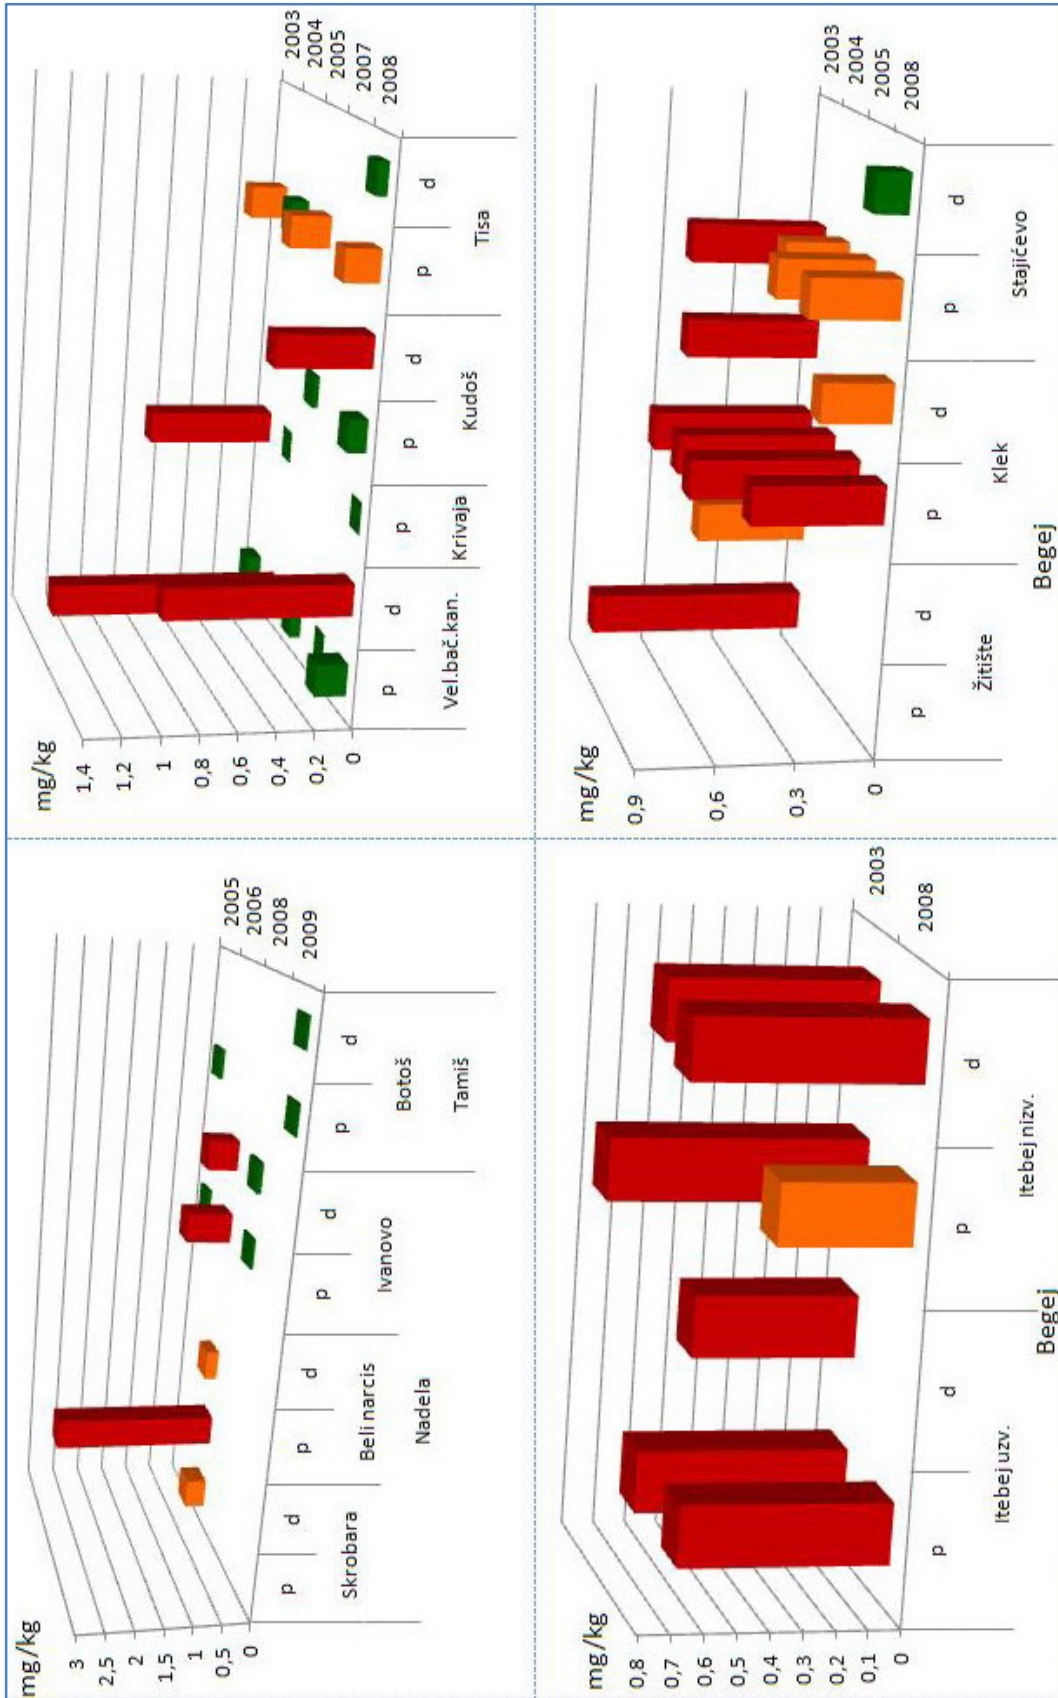 mg/kg
3
2,5
2
1,5
1
0,5
0
2005
2006
2008
2009
p d p d p d p d
Skrobara Beli narcis Ivanovo Botoš
Nadela Tamiš
mg/kg
1,4
1,2
1
0,8
0,6
0,4
0,2
0
2003
2004
2005
2007
2008
p d p p d p d
Vel.bač.kan. Krivaja Kudoš Tisa
mg/kg
0,8
0,7
0,6
0,5
0,4
0,3
0,2
0,1
0
2003
2008
p d p d
Itebej uzv. Itebej nizv.
Begej
mg/kg
0,9
0,6
0,3
0
2003
2004
2005
2008
p d p d p d
Žitište Klek Stajićevo
Begej